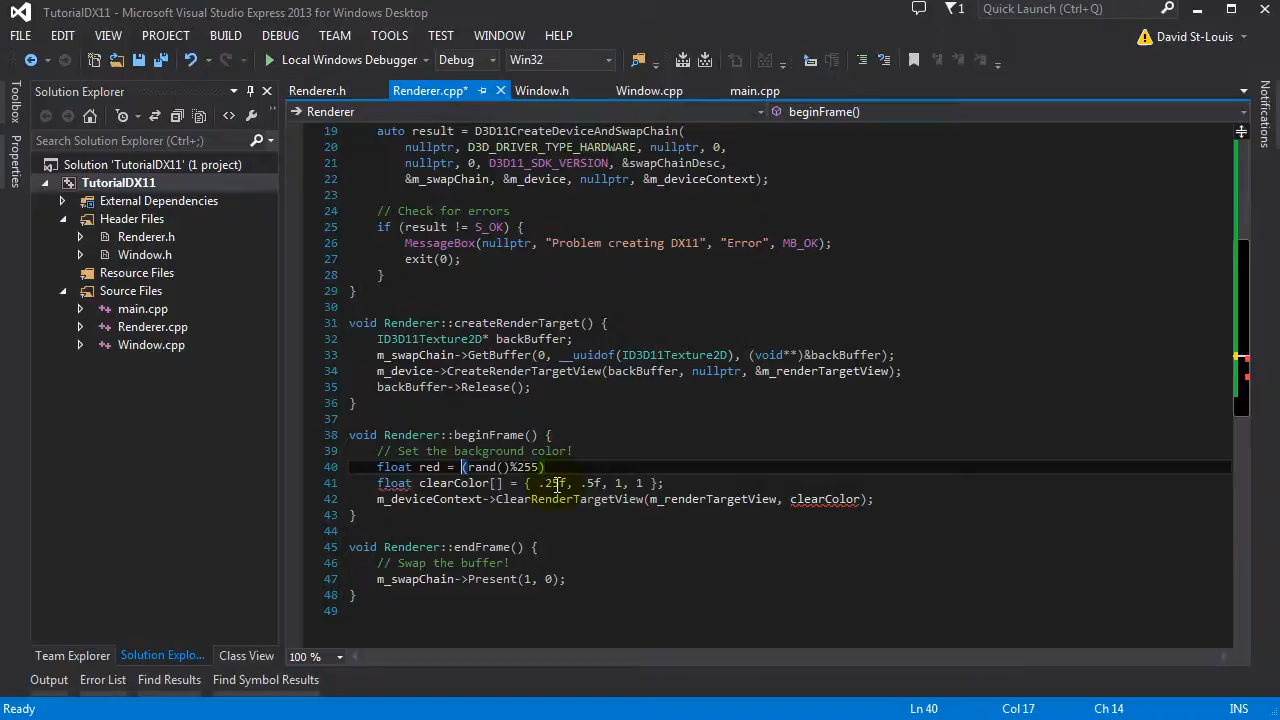 TutorialDX11 - Microsoft Visual Studio Express 2013 for Windows Desktop
1
Quick Launch (Ctrl+Q)
FILE EDIT VIEW PROJECT BUILD DEBUG TEAM TOOLS TEST WINDOW HELP
David St-Louis
Local Windows Debugger Debug Win32
Toolbox
Properties
Notifications
Solution Explorer
Search Solution Explorer (Ctrl+;)
Solution 'TutorialDX11' (1 project)
TutorialDX11
External Dependencies
Header Files
Renderer.h
Window.h
Resource Files
Source Files
main.cpp
Renderer.cpp
Window.cpp
Team Explorer Solution Explo... Class View
Renderer.h Renderer.cpp* Window.h Window.cpp main.cpp
Renderer beginFrame()
19 auto result = D3D11CreateDeviceAndSwapChain(
20 nullptr, D3D_DRIVER_TYPE_HARDWARE, nullptr, 0,
21 nullptr, 0, D3D11_SDK_VERSION, &swapChainDesc,
22 &m_swapChain, &m_device, nullptr, &m_deviceContext);
23
24 // Check for errors
25 if (result != S_OK) {
26 MessageBox(nullptr, "Problem creating DX11", "Error", MB_OK);
27 exit(0);
28 }
29 }
30
31 void Renderer::createRenderTarget() {
32 ID3D11Texture2D* backBuffer;
33 m_swapChain->GetBuffer(0, __uuidof(ID3D11Texture2D), (void**)&backBuffer);
34 m_device->CreateRenderTargetView(backBuffer, nullptr, &m_renderTargetView);
35 backBuffer->Release();
36 }
37
38 void Renderer::beginFrame() {
39 // Set the background color!
40 float red = (rand()%255)
41 float clearColor[] = { .25f, .5f, 1, 1 };
42 m_deviceContext->ClearRenderTargetView(m_renderTargetView, clearColor);
43 }
44
45 void Renderer::endFrame() {
46 // Swap the buffer!
47 m_swapChain->Present(1, 0);
48 }
49
100 %
Output Error List Find Results Find Symbol Results
Ready Ln 40 Col 17 Ch 14 INS